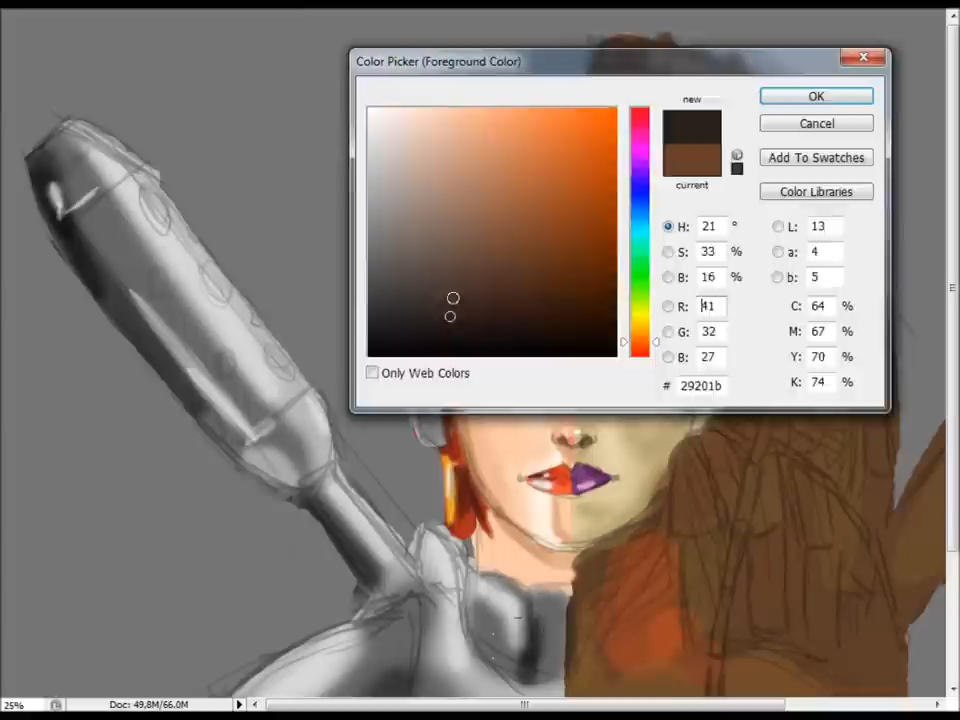 Color Picker (Foreground Color)
new
current
OK
Cancel
Add To Swatches
Color Libraries
H: 21 °
S: 33 %
B: 16 %
R: 41
G: 32
B: 27
# 29201b
L: 13
a: 4
b: 5
C: 64 %
M: 67 %
Y: 70 %
K: 74 %
Only Web Colors
25%
Doc: 49,8M/66.0M